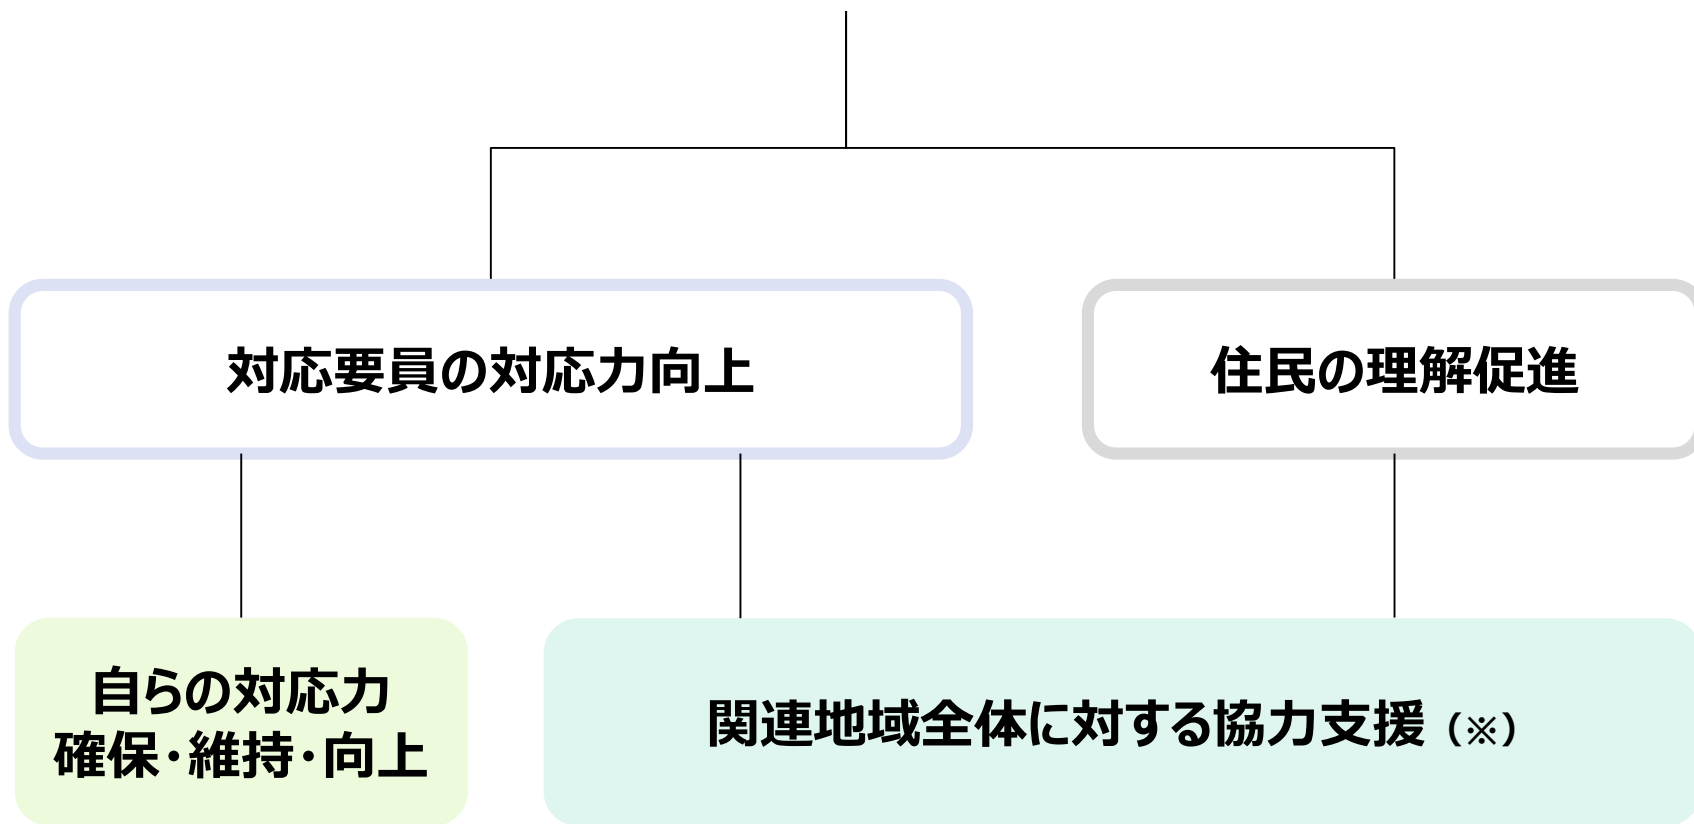 対応要員の対応力向上
住民の理解促進
自らの対応力
確保・維持・向上
関連地域全体に対する協力支援（※）